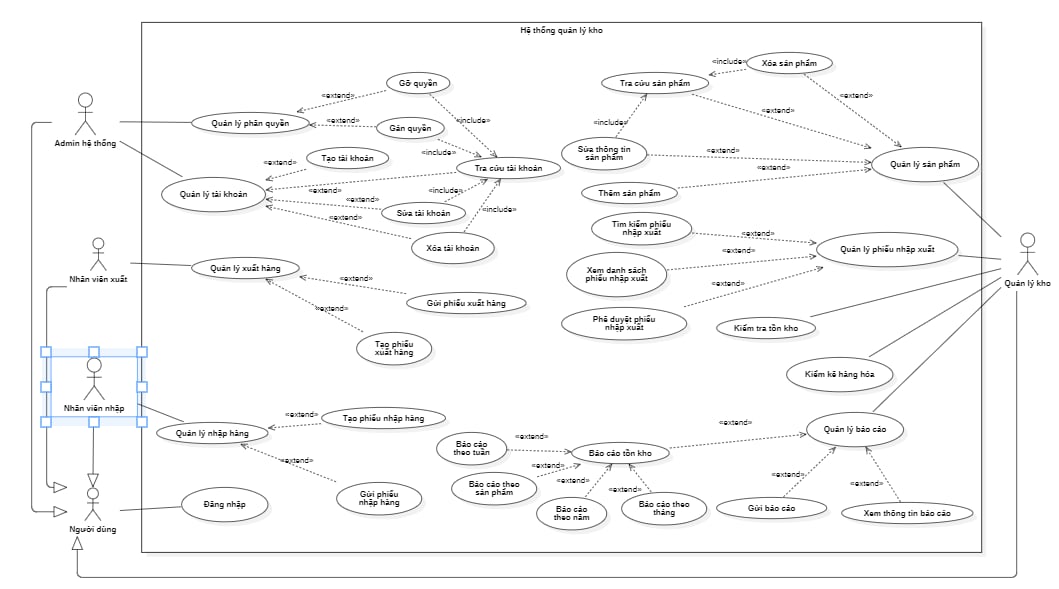 Hệ thống quản lý kho
Admin hệ thống
Nhân viên xuất
Nhân viên nhập
Người dùng
Quản lý kho
Gỡ quyền
Quản lý phân quyền
Gán quyền
Tạo tài khoản
Tra cứu tài khoản
Quản lý tài khoản
Sửa tài khoản
Xóa tài khoản
«extend»
«extend»
«include»
«include»
«extend»
«extend»
«include»
«extend»
«extend»
«include»
Quản lý xuất hàng
Gửi phiếu xuất hàng
Tạo phiếu
xuất hàng
«extend»
«extend»
Quản lý nhập hàng
Tạo phiếu nhập hàng
Gửi phiếu
nhập hàng
«extend»
«extend»
Đăng nhập
Xóa sản phẩm
Tra cứu sản phẩm
Sửa thông tin
sản phẩm
Quản lý sản phẩm
Thêm sản phẩm
«include»
«extend»
«extend»
«include»
«extend»
«extend»
Tìm kiếm phiếu
nhập xuất
Quản lý phiếu nhập xuất
Xem danh sách
phiếu nhập xuất
Phê duyệt phiếu
nhập xuất
«extend»
«extend»
«extend»
Kiểm tra tồn kho
Kiểm kê hàng hóa
Quản lý báo cáo
Báo cáo
theo tuần
Báo cáo tồn kho
Báo cáo theo
sản phẩm
Báo cáo
theo năm
Báo cáo theo
tháng
Gửi báo cáo
Xem thông tin báo cáo
«extend»
«extend»
«extend»
«extend»
«extend»
«extend»
«extend»